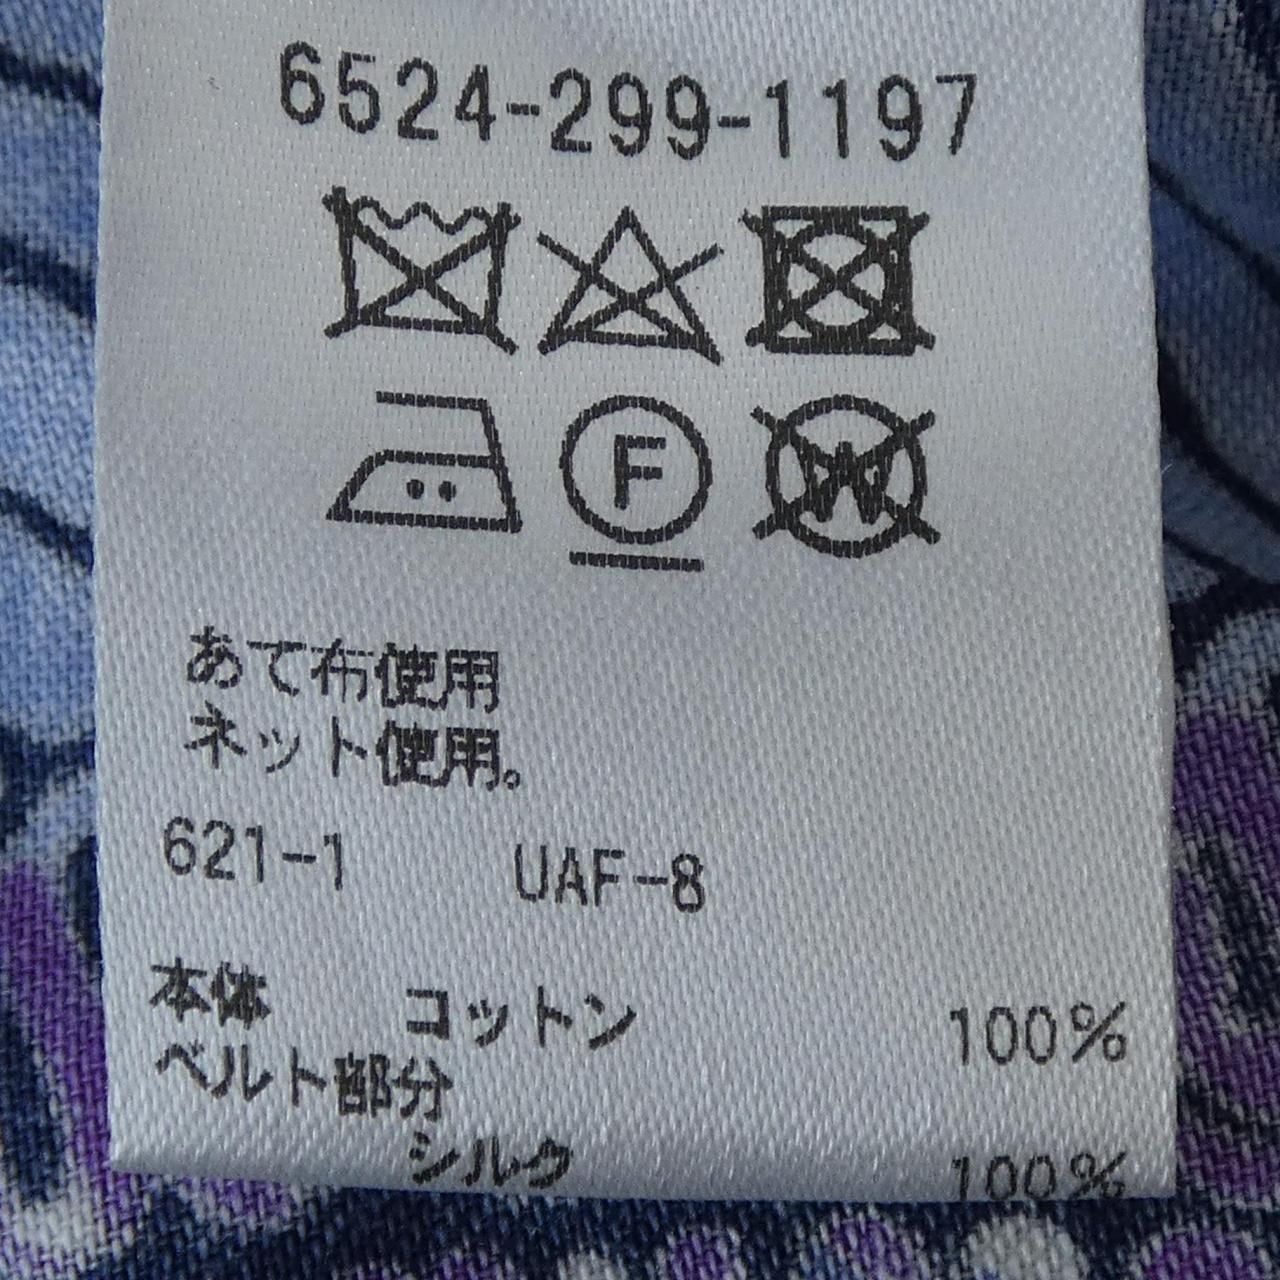 6524-299-1197
F W
あて布使用
ネット使用。
621-1 UAF-8
本体 コットン 100%
ベルト部分
シルク 100%